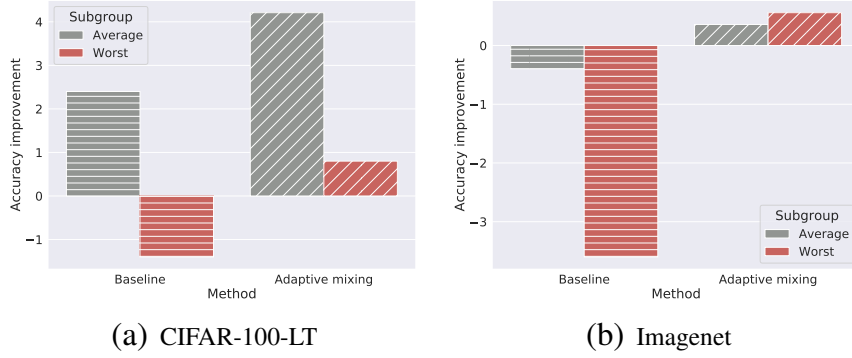 Subgroup
Average
Worst
4
3
2
1
0
−1
Accuracy improvement
Baseline
Adaptive mixing
Method
(a) CIFAR-100-LT
0
−1
−2
−3
Accuracy improvement
Subgroup
Average
Worst
Baseline
Adaptive mixing
Method
(b) Imagenet